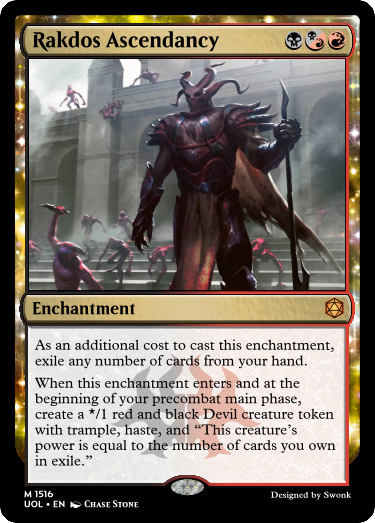 Rakdos Ascendancy
Enchantment
As an additional cost to cast this enchantment,
exile any number of cards from your hand.
When this enchantment enters and at the
beginning of your precombat main phase,
create a */1 red and black Devil creature token
with trample, haste, and “This creature’s
power is equal to the number of cards you own
in exile.”
M 1516
UOL • EN CHASE STONE
Designed by Swonk